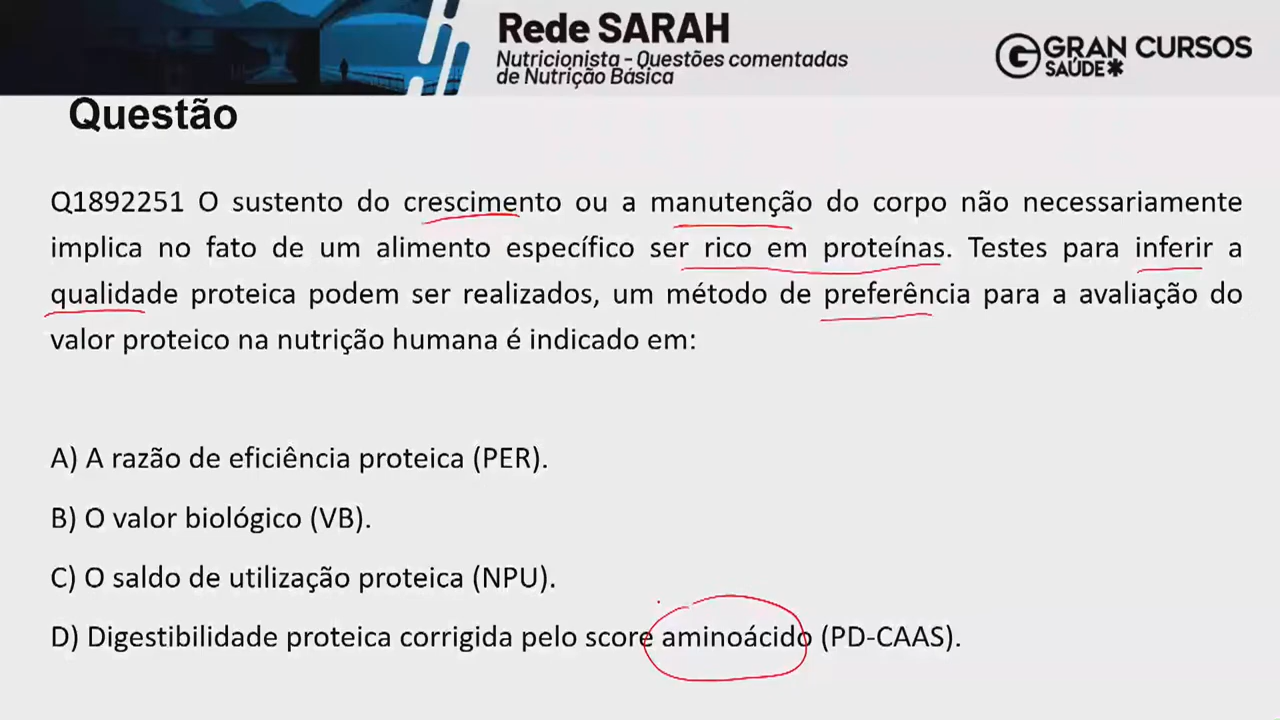 Rede SARAH
Nutricionista - Questões comentadas
de Nutrição Básica
GRAN CURSOS
SAÚDE
Questão
Q1892251 O sustento do crescimento ou a manutenção do corpo não necessariamente
implica no fato de um alimento específico ser rico em proteínas. Testes para inferir a
qualidade proteica podem ser realizados, um método de preferência para a avaliação do
valor proteico na nutrição humana é indicado em:
A) A razão de eficiência proteica (PER).
B) O valor biológico (VB).
C) O saldo de utilização proteica (NPU).
D) Digestibilidade proteica corrigida pelo score aminoácido (PD-CAAS).